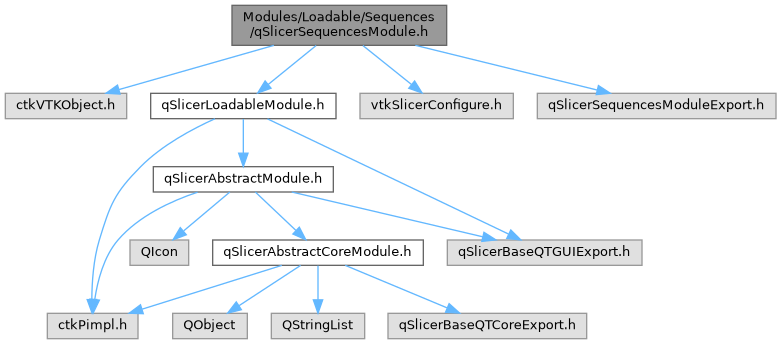 Modules/Loadable/Sequences
/qSlicerSequencesModule.h
ctkVTKObject.h
qSlicerLoadableModule.h
vtkSlicerConfigure.h
qSlicerSequencesModuleExport.h
qSlicerAbstractModule.h
QIcon
qSlicerAbstractCoreModule.h
qSlicerBaseQTGUIExport.h
ctkPimpl.h
QObject
QStringList
qSlicerBaseQTCoreExport.h